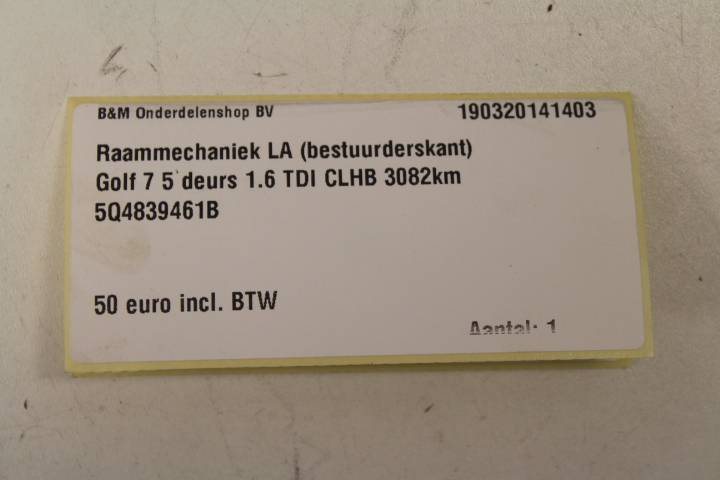 B&M Onderdelenshop BV 190320141403
Raammechaniek LA (bestuurderskant)
Golf 7 5 deurs 1.6 TDI CLHB 3082km
5Q4839461B
50 euro incl. BTW
Aantal: 1